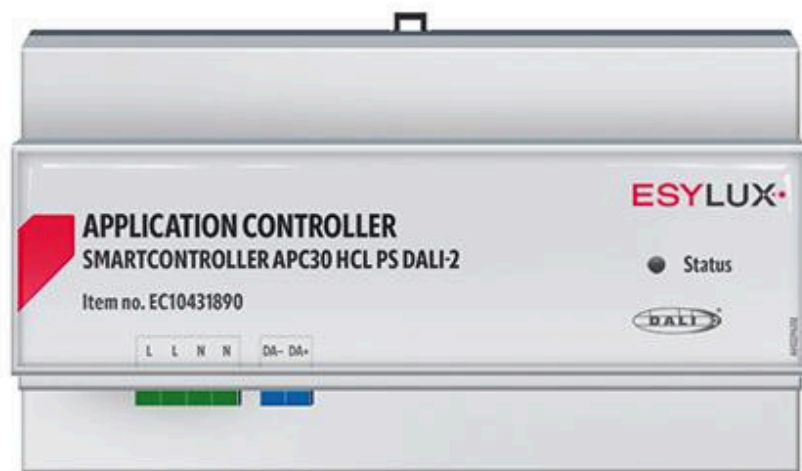 ESYLUX
APPLICATION CONTROLLER
SMARTCONTROLLER APC30 HCL PS DALI-2
Status
Item no. EC10431890
DALI
L L N N DA- DA+